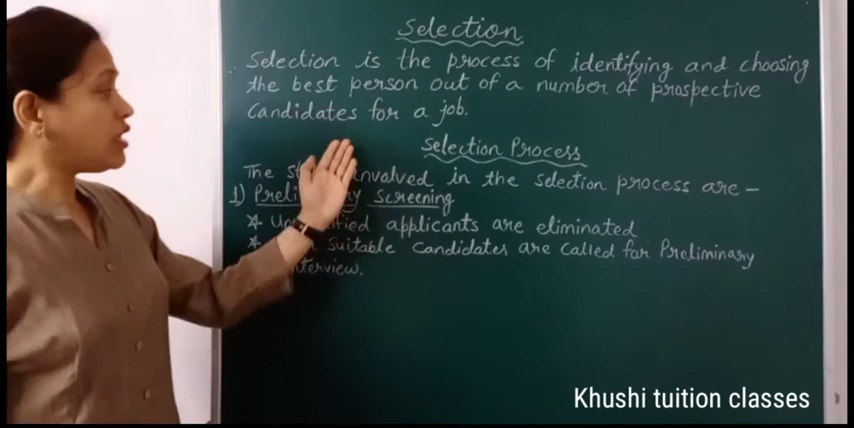 Selection
Selection is the process of identifying and choosing
the best person out of a number of prospective
candidates for a job.
Selection Process
The involved in the selection process are -
1) Screening
* applicants are eliminated
* suitable candidates are called for Preliminary
Khushi tuition classes